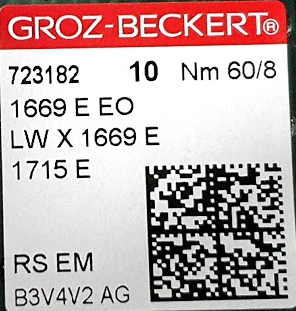 GROZ-BECKERT®
723182 10 Nm 60/8
1669 E EO
LW X 1669 E
1715 E
RS EM
B3V4V2 AG